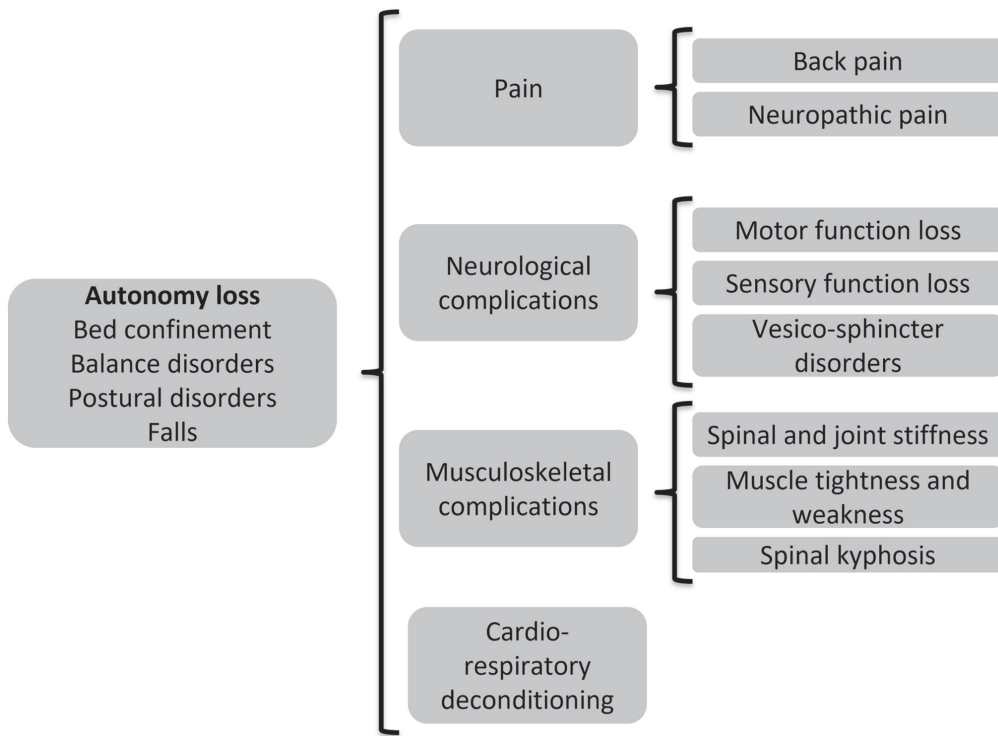 Autonomy loss
Bed confinement
Balance disorders
Postural disorders
Falls
Pain
Back pain
Neuropathic pain
Neurological
complications
Motor function loss
Sensory function loss
Vesico-sphincter
disorders
Musculoskeletal
complications
Spinal and joint stiffness
Muscle tightness and
weakness
Spinal kyphosis
Cardio-
respiratory
deconditioning